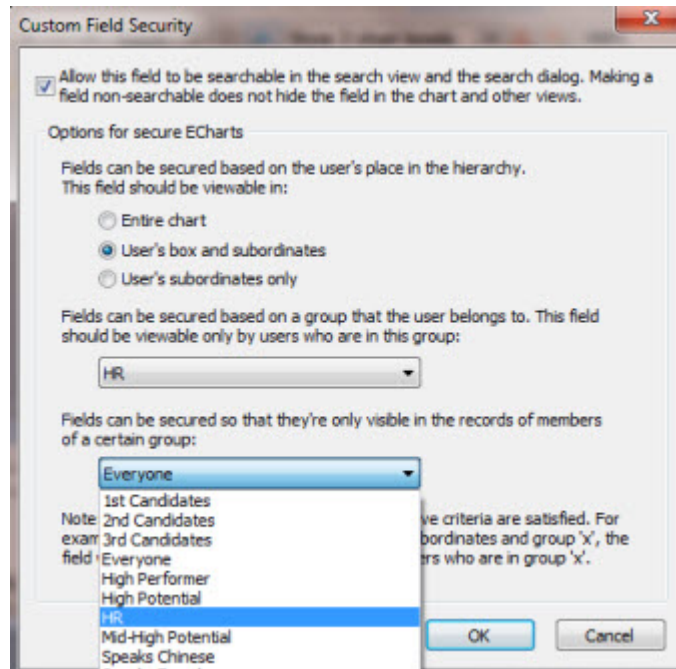 Custom Field Security
Allow this field to be searchable in the search view and the search dialog. Making a
field non-searchable does not hide the field in the chart and other views.
Options for secure ECharts
Fields can be secured based on the user's place in the hierarchy.
This field should be viewable in:
Entire chart
User's box and subordinates
User's subordinates only
Fields can be secured based on a group that the user belongs to. This field
should be viewable only by users who are in this group:
HR
Fields can be secured so that they're only visible in the records of members
of a certain group:
Everyone
1st Candidates
Note 2nd Candidates ve criteria are satisfied. For
exam 3rd Candidates bordinates and group 'x', the
field Everyone ers who are in group 'x'.
High Performer
High Potential
HR
Mid-High Potential OK Cancel
Speaks Chinese